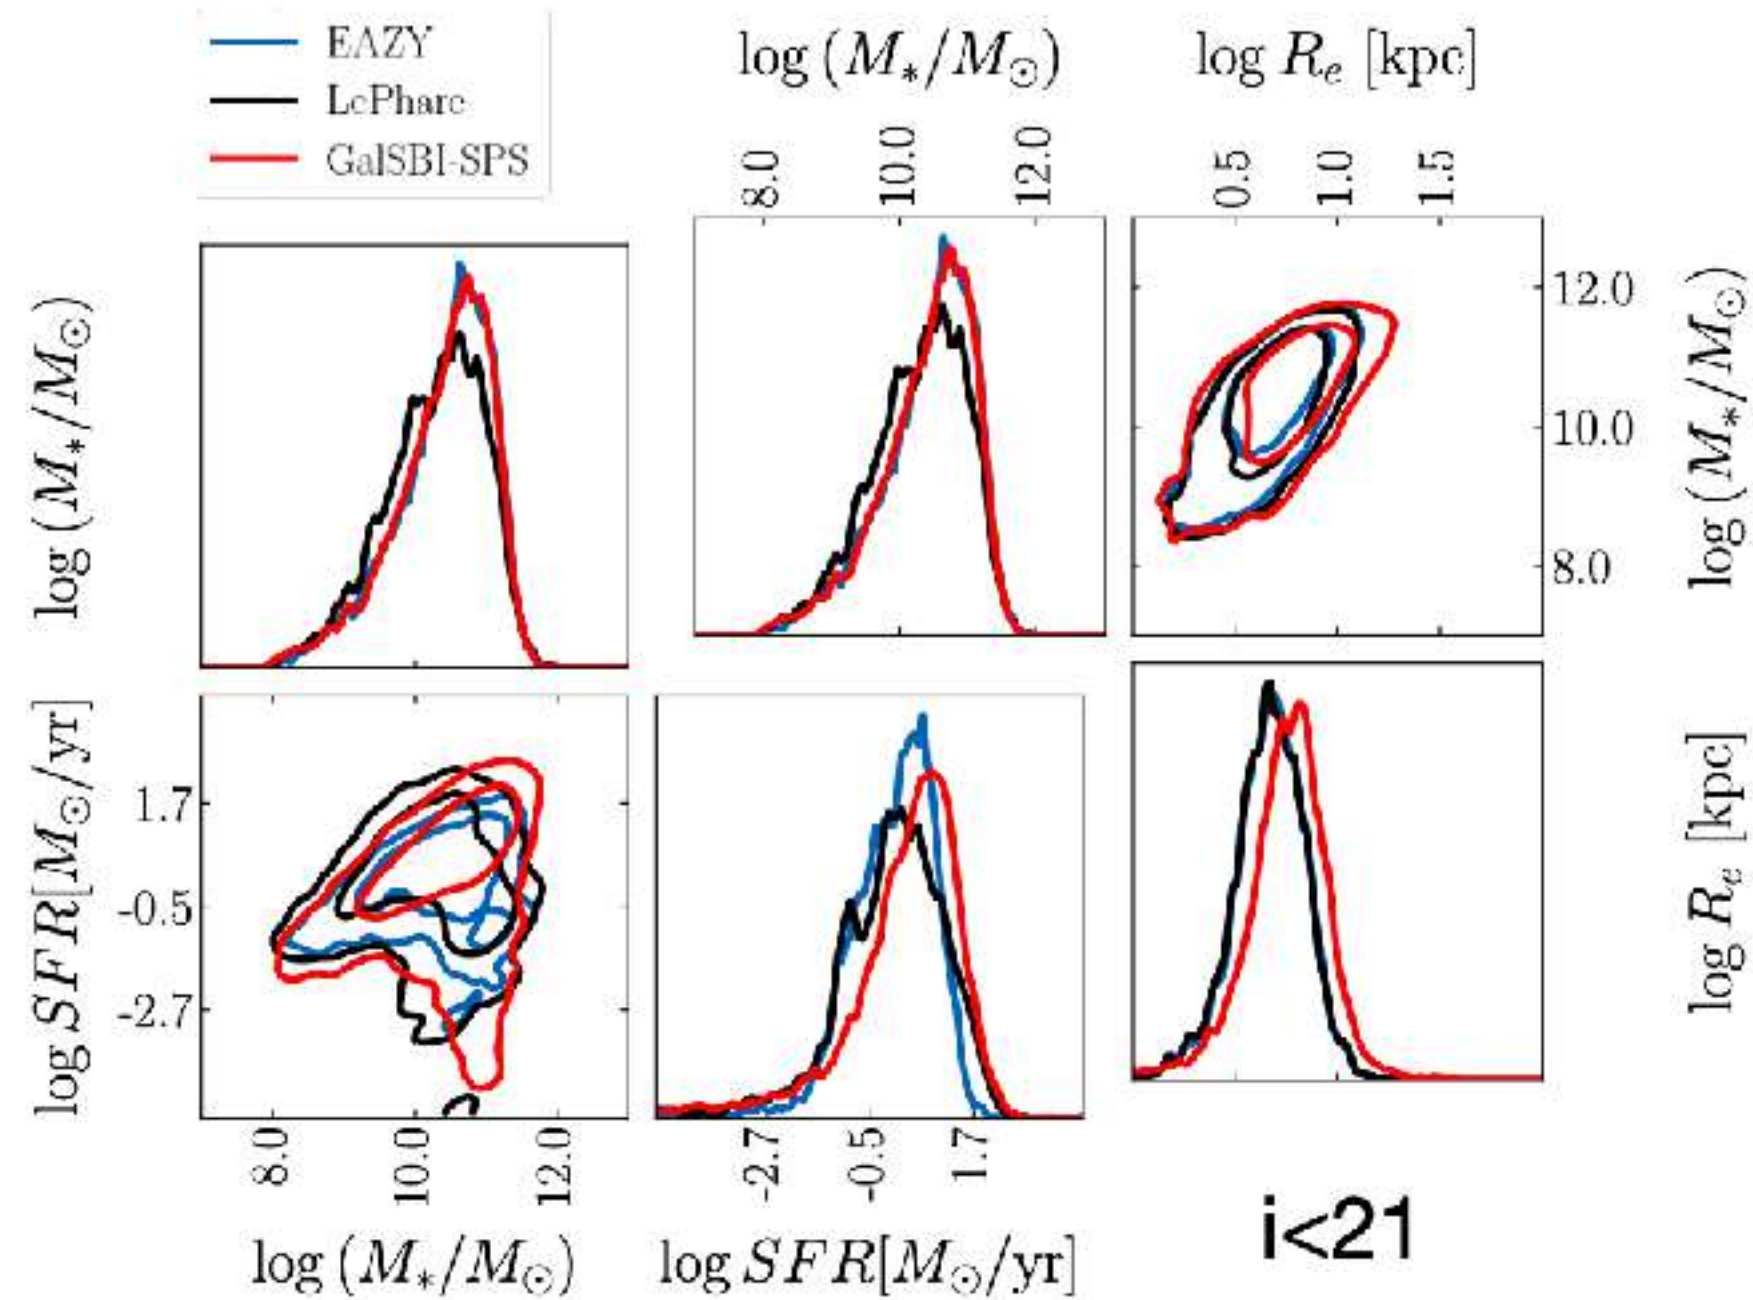 EAZY
LePhare
GalSBI-SPS
log (M∗/M⊙)
log Rₑ [kpc]
8.0 10.0 12.0
0.5 1.0 1.5
log (M∗/M⊙)
12.0
10.0
8.0
log (M∗/M⊙)
log SFR[M⊙/yr]
1.7
-0.5
-2.7
log Rₑ [kpc]
8.0 10.0 12.0
-2.7 -0.5 1.7
log (M∗/M⊙)
log SFR[M⊙/yr]
i<21